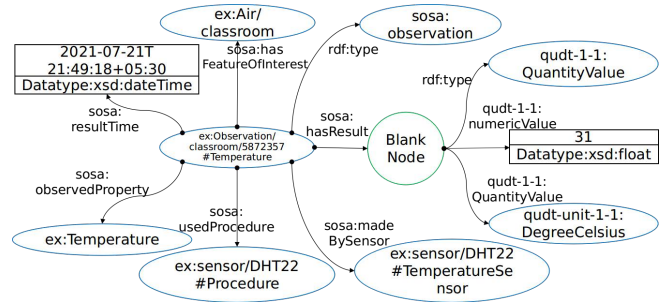 ex:Air/
classroom
sosa:
observation
2021-07-21T
21:49:18+05:30
Datatype:xsd:dateTime
sosa:has
FeatureOfInterest
rdf:type
qudt-1-1:
QuantityValue
rdf:type
sosa:
resultTime
ex:Observation/
classroom/5872357
#Temperature
sosa:
hasResult
Blank
Node
qudt-1-1:
numericValue
31
Datatype:xsd:float
sosa:
observedProperty
qudt-1-1:
QuantityValue
sosa:
usedProcedure
sosa:made
BySensor
qudt-unit-1-1:
DegreeCelsius
ex:Temperature
ex:sensor/DHT22
#Procedure
ex:sensor/DHT22
#TemperatureSe
nsor